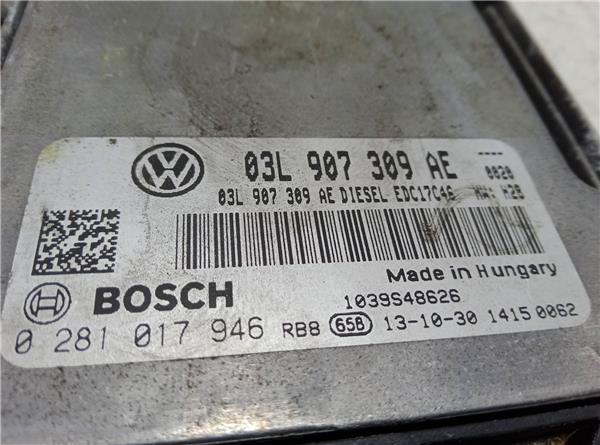 03L 907 309 AE ----
03L 907 309 AE DIESEL EDC17C46 0020
HW: H28
Made in Hungary
BOSCH 1039S48626
0 281 017 946 RB8 658 13-10-30 1415 0062